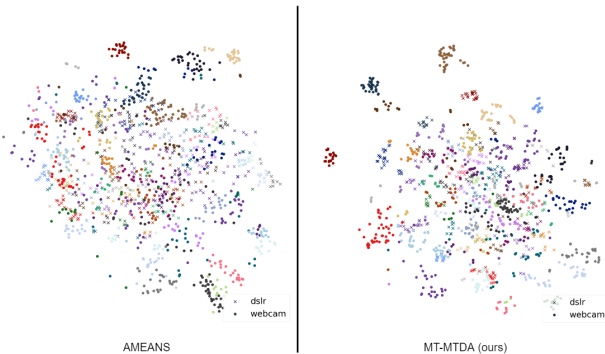 dslr
webcam
dslr
webcam
AMEANS
MT-MTDA (ours)